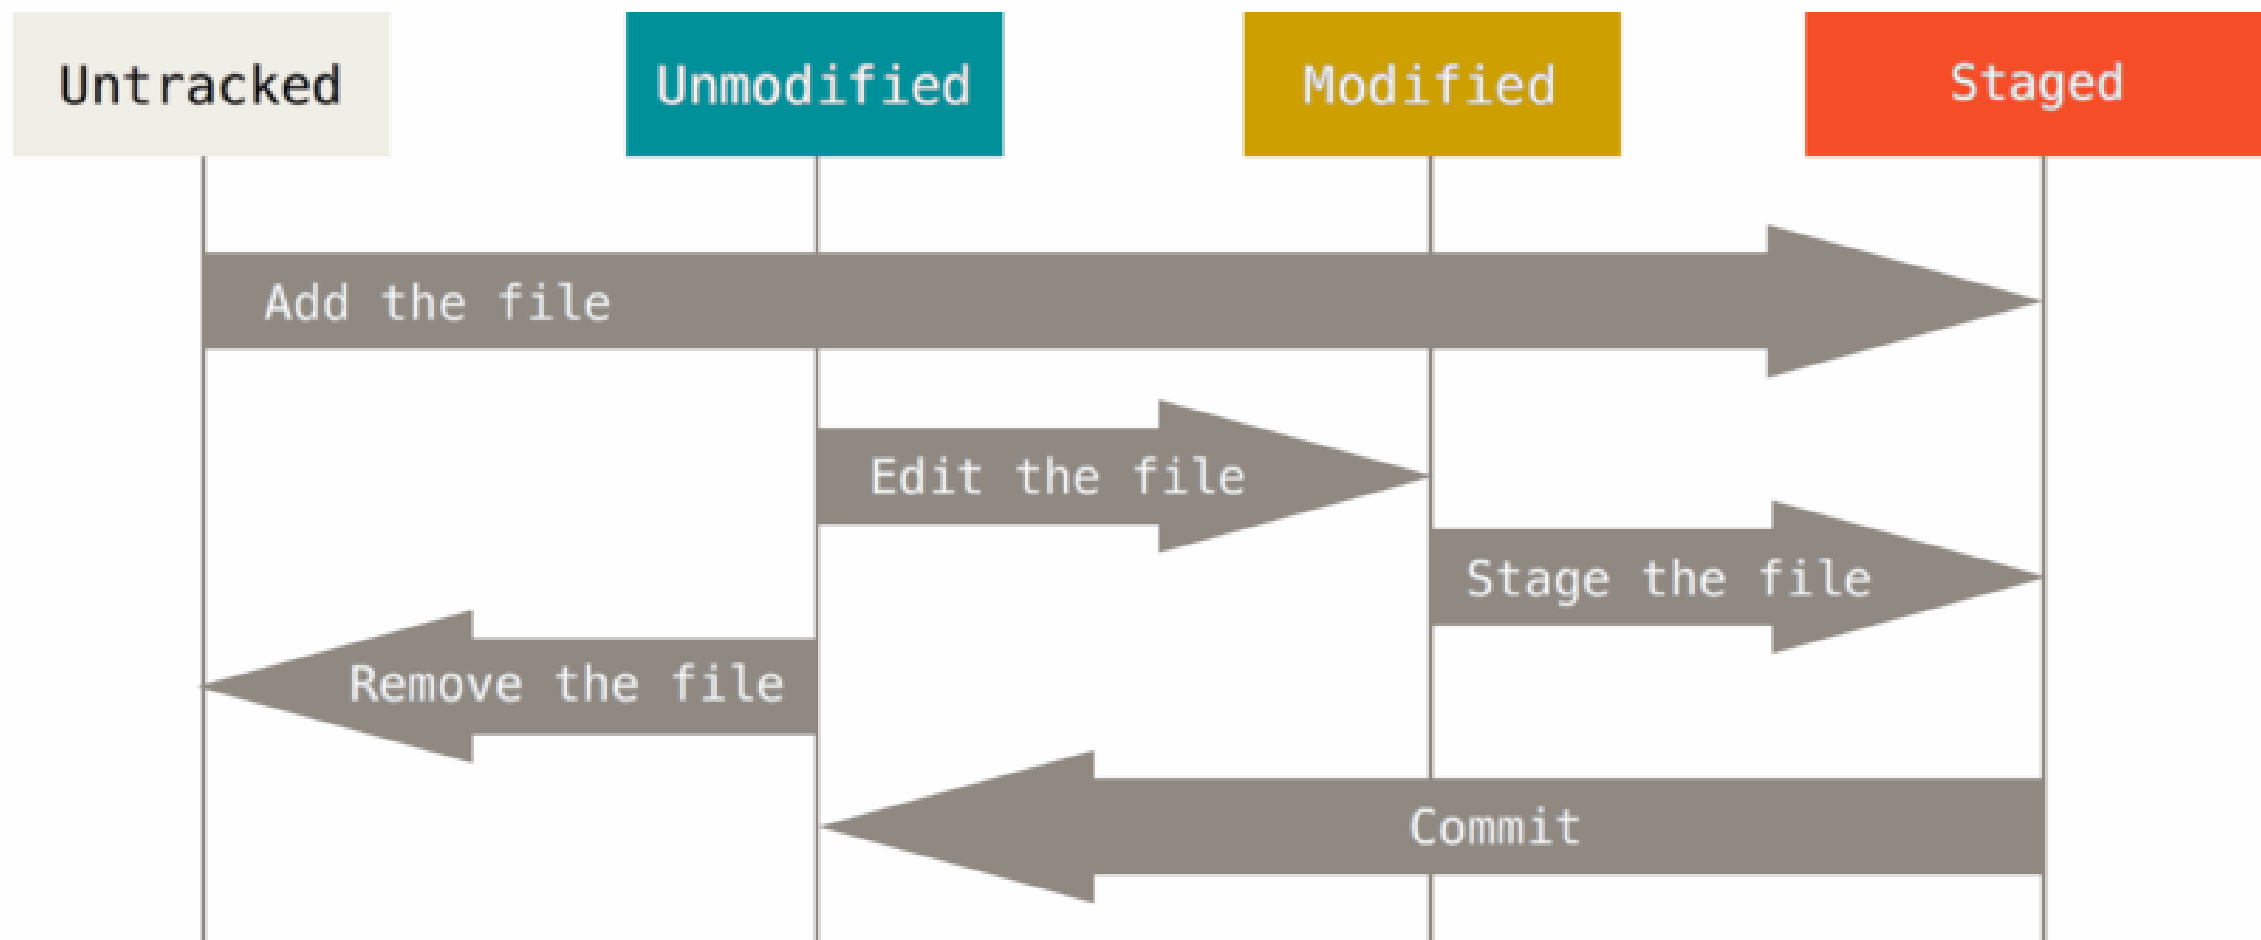 Untracked
Unmodified
Modified
Staged
Add the file
Edit the file
Stage the file
Remove the file
Commit